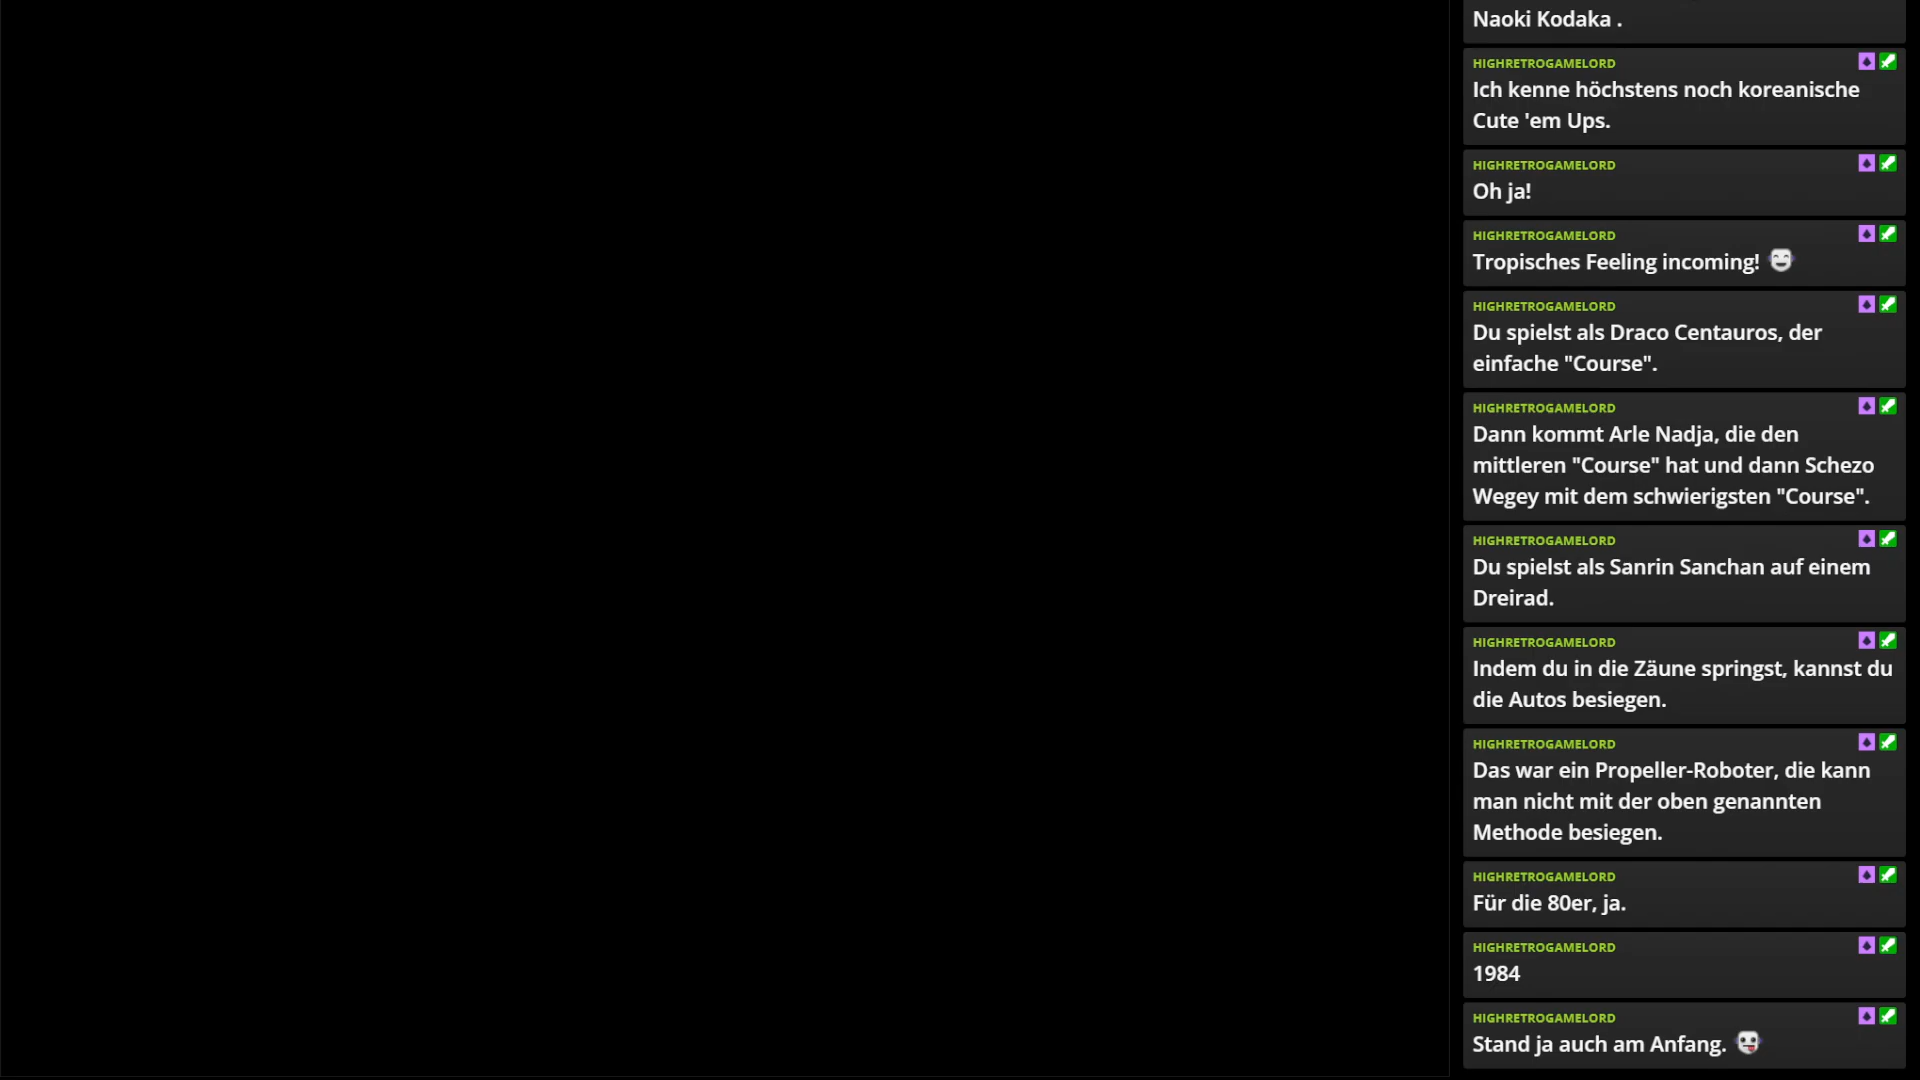 Naoki Kodaka .
HIGHRETROGAMELORD
Ich kenne höchstens noch koreanische
Cute 'em Ups.
HIGHRETROGAMELORD
Oh ja!
HIGHRETROGAMELORD
Tropisches Feeling incoming!
HIGHRETROGAMELORD
Du spielst als Draco Centauros, der
einfache "Course".
HIGHRETROGAMELORD
Dann kommt Arle Nadja, die den
mittleren "Course" hat und dann Schezo
Wegey mit dem schwierigsten "Course".
HIGHRETROGAMELORD
Du spielst als Sanrin Sanchan auf einem
Dreirad.
HIGHRETROGAMELORD
Indem du in die Zäune springst, kannst du
die Autos besiegen.
HIGHRETROGAMELORD
Das war ein Propeller-Roboter, die kann
man nicht mit der oben genannten
Methode besiegen.
HIGHRETROGAMELORD
Für die 80er, ja.
HIGHRETROGAMELORD
1984
HIGHRETROGAMELORD
Stand ja auch am Anfang.